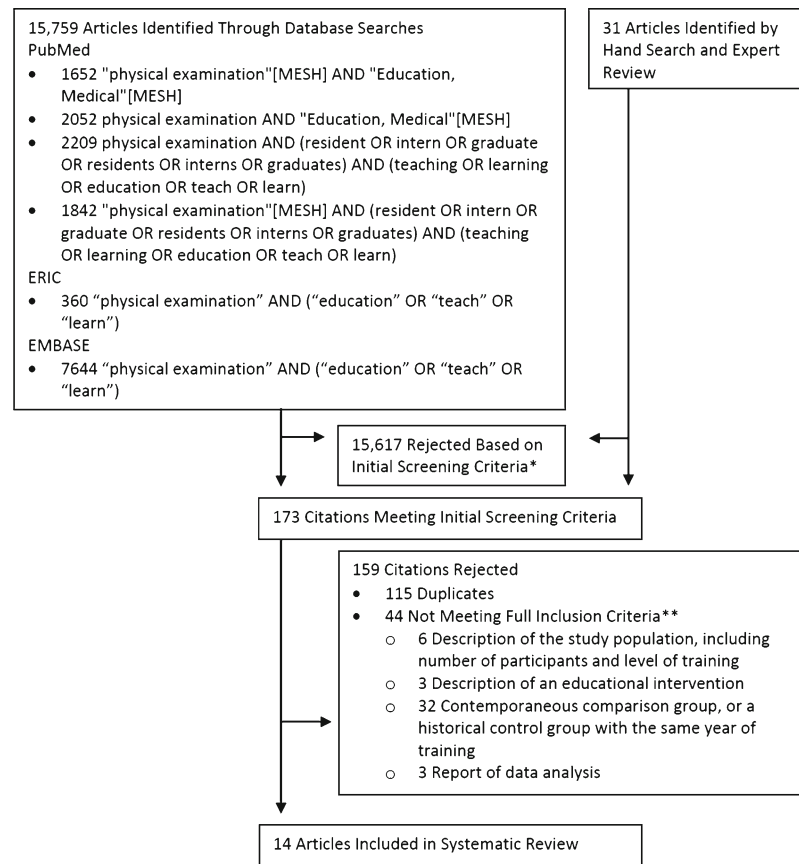 15,759 Articles Identified Through Database Searches
PubMed
• 1652 "physical examination"[MESH] AND "Education,
Medical"[MESH]
• 2052 physical examination AND "Education, Medical"[MESH]
• 2209 physical examination AND (resident OR intern OR graduate
OR residents OR interns OR graduates) AND (teaching OR learning
OR education OR teach OR learn)
• 1842 "physical examination"[MESH] AND (resident OR intern OR
graduate OR residents OR interns OR graduates) AND (teaching
OR learning OR education OR teach OR learn)
ERIC
• 360 “physical examination” AND (“education” OR “teach” OR
“learn”)
EMBASE
• 7644 “physical examination” AND (“education” OR “teach” OR
“learn”)
31 Articles Identified by
Hand Search and Expert
Review
15,617 Rejected Based on
Initial Screening Criteria*
173 Citations Meeting Initial Screening Criteria
159 Citations Rejected
• 115 Duplicates
• 44 Not Meeting Full Inclusion Criteria**
o 6 Description of the study population, including
number of participants and level of training
o 3 Description of an educational intervention
o 32 Contemporaneous comparison group, or a
historical control group with the same year of
training
o 3 Report of data analysis
14 Articles Included in Systematic Review